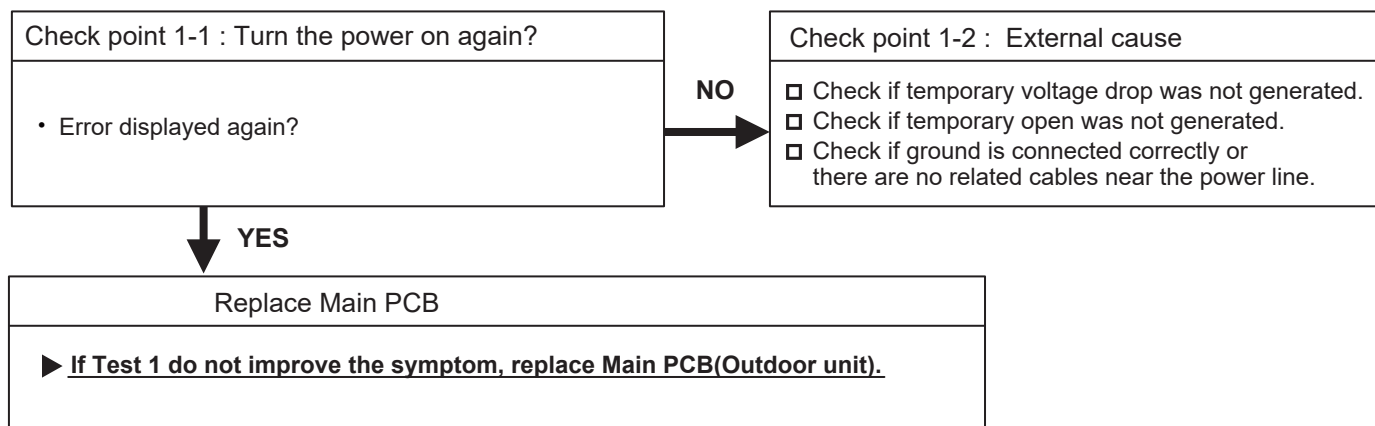 Check point 1-1 : Turn the power on again?
• Error displayed again?
NO
Check point 1-2 :  External cause
□ Check if temporary voltage drop was not generated.
□ Check if temporary open was not generated.
□ Check if ground is connected correctly or
there are no related cables near the power line.
YES
Replace Main PCB
▶ If Test 1 do not improve the symptom, replace Main PCB(Outdoor unit).